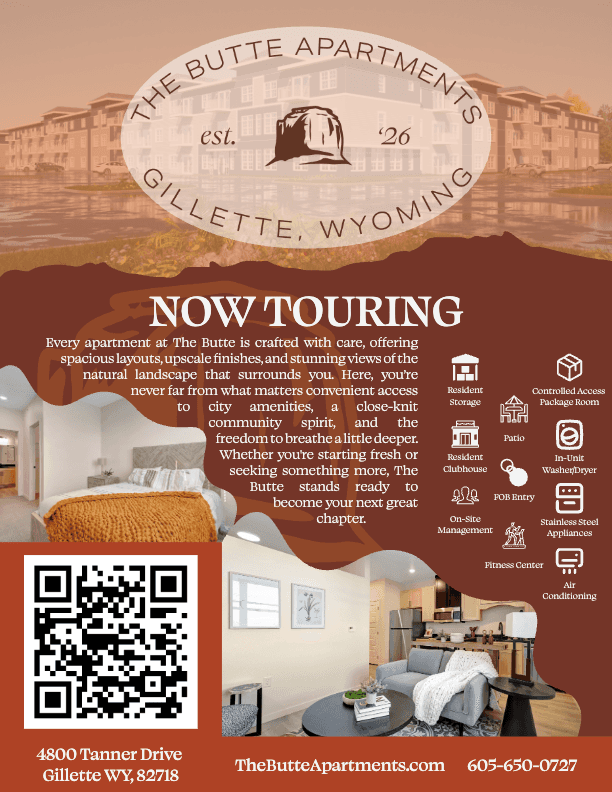 THE BUTTE APARTMENTS
est. '26
GILLETTE, WYOMING
NOW TOURING
Every apartment at The Butte is crafted with care, offering
spacious layouts, upscale finishes, and stunning views of the
natural landscape that surrounds you. Here, you're
never far from what matters convenient access
to city amenities, a close-knit
community spirit, and the
freedom to breathe a little deeper.
Whether you're starting fresh or
seeking something more, The
Butte stands ready to
become your next great
chapter.
Resident
Storage
Controlled Access
Package Room
Patio
Resident
Clubhouse
In-Unit
Washer/Dryer
FOB Entry
On-Site
Management
Stainless Steel
Appliances
Fitness Center
Air
Conditioning
4800 Tanner Drive
Gillette WY, 82718
TheButteApartments.com
605-650-0727